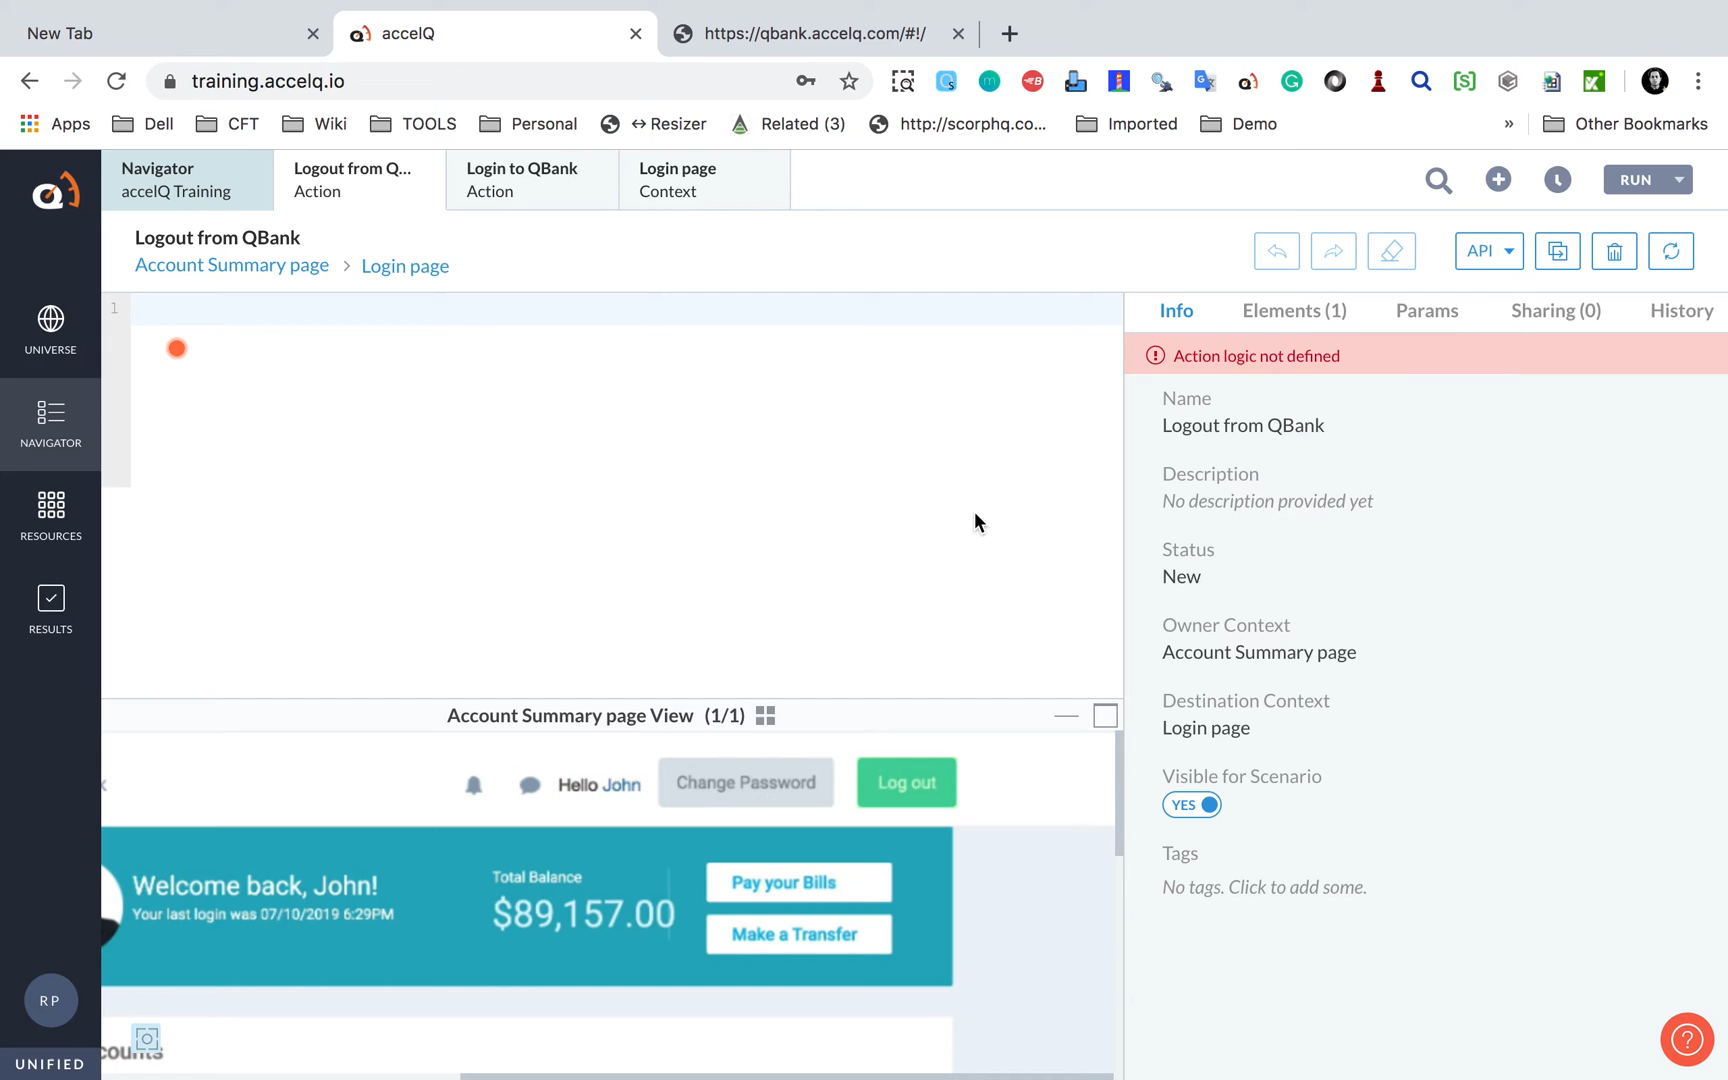 New Tab
accelQ
https://qbank.accelq.com/#!/
training.accelq.io
Apps
Dell
CFT
Wiki
TOOLS
Personal
Resizer
Related (3)
http://scorphq.co...
Imported
Demo
»
Other Bookmarks
Navigator
accelQ Training
Logout from Q...
Action
Login to QBank
Action
Login page
Context
RUN
Logout from QBank
Account Summary page > Login page
API
UNIVERSE
NAVIGATOR
RESOURCES
RESULTS
RP
UNIFIED
1
Info
Elements (1)
Params
Sharing (0)
History
Action logic not defined
Name
Logout from QBank
Description
No description provided yet
Status
New
Owner Context
Account Summary page
Destination Context
Login page
Visible for Scenario
YES
Tags
No tags. Click to add some.
Account Summary page View (1/1)
Hello John
Change Password
Log out
Welcome back, John!
Your last login was 07/10/2019 6:29PM
Total Balance
$89,157.00
Pay your Bills
Make a Transfer
?